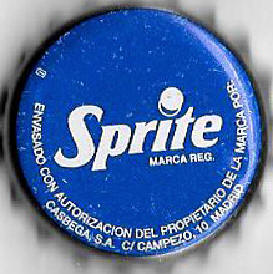 Sprite
MARCA REG.
ENVASADO CON AUTORIZACION DEL PROPIETARIO DE LA MARCA POR:
CASBEGA, S.A. C/ CAMPEZO, 10 MADRID